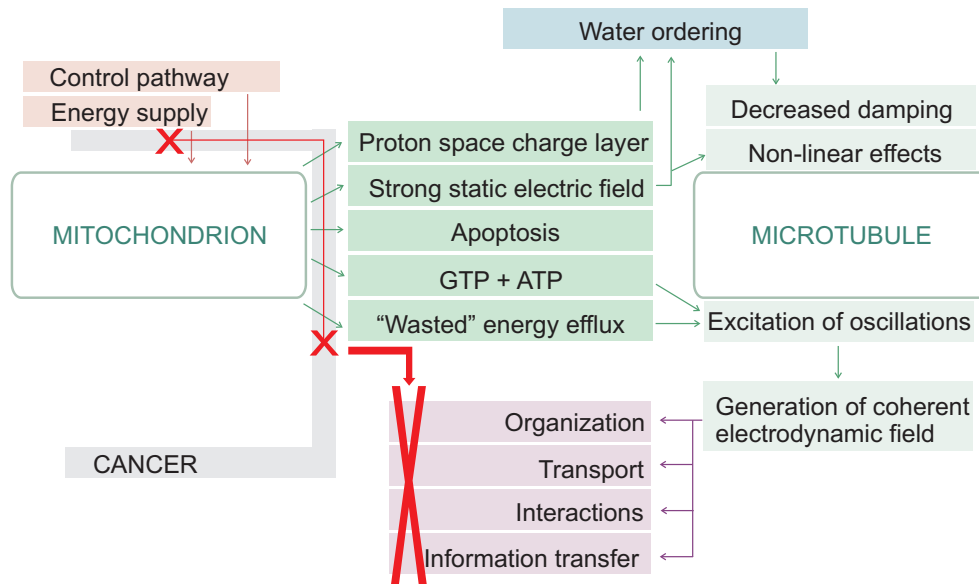 Water ordering
Control pathway
Energy supply
Decreased damping
Proton space charge layer
Non-linear effects
Strong static electric field
MITOCHONDRION
Apoptosis
MICROTUBULE
GTP + ATP
“Wasted” energy efflux
Excitation of oscillations
Generation of coherent
electrodynamic field
Organization
CANCER
Transport
Interactions
Information transfer